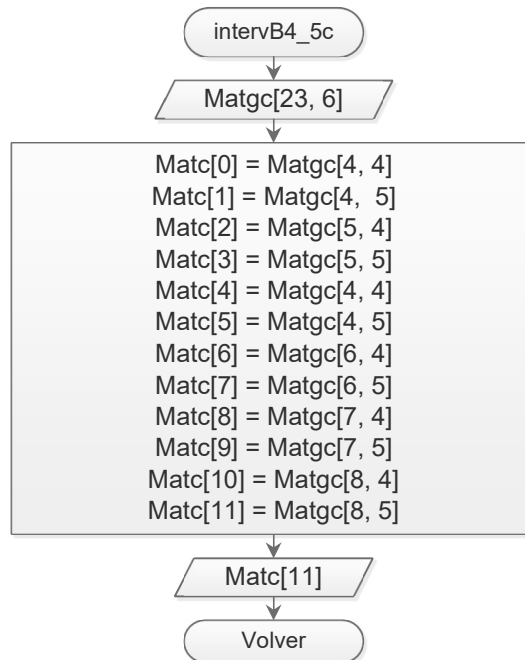 intervB4_5c
Matgc[23, 6]
Matc[0] = Matgc[4, 4]
Matc[1] = Matgc[4,  5]
Matc[2] = Matgc[5, 4]
Matc[3] = Matgc[5, 5]
Matc[4] = Matgc[4, 4]
Matc[5] = Matgc[4, 5]
Matc[6] = Matgc[6, 4]
Matc[7] = Matgc[6, 5]
Matc[8] = Matgc[7, 4]
Matc[9] = Matgc[7, 5]
Matc[10] = Matgc[8, 4]
Matc[11] = Matgc[8, 5]
Matc[11]
Volver